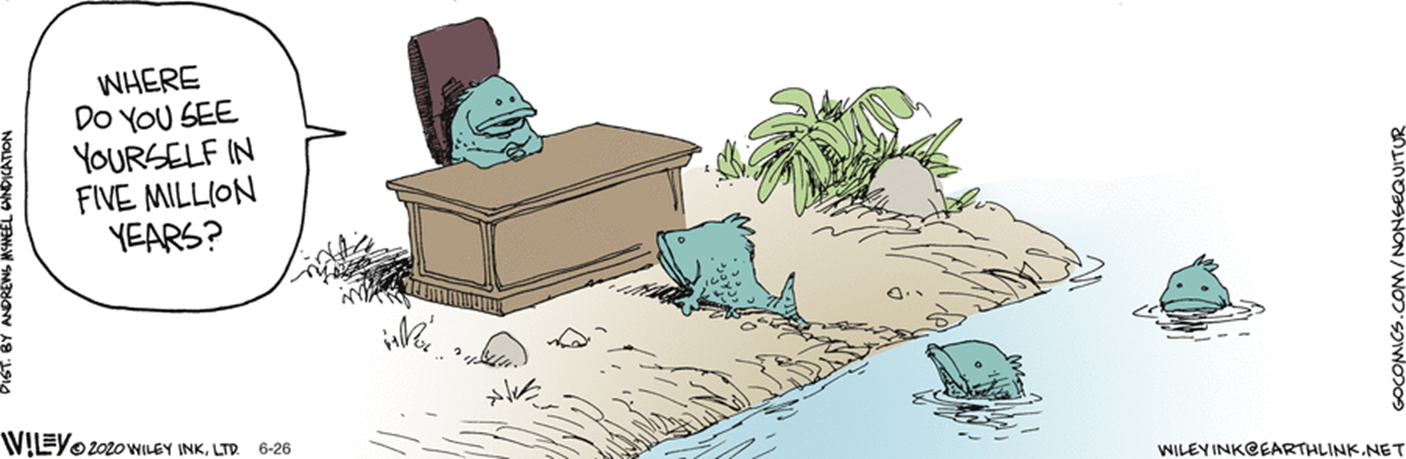 WHERE
DO YOU SEE
YOURSELF IN
FIVE MILLION
YEARS?
DIST. BY ANDREWS MCMEEL SYNDICATION
GOCOMICS.COM/NONSEQUITUR
WILEY © 2020 WILEY INK, LTD. 6-26
WILEYINK@EARTHLINK.NET